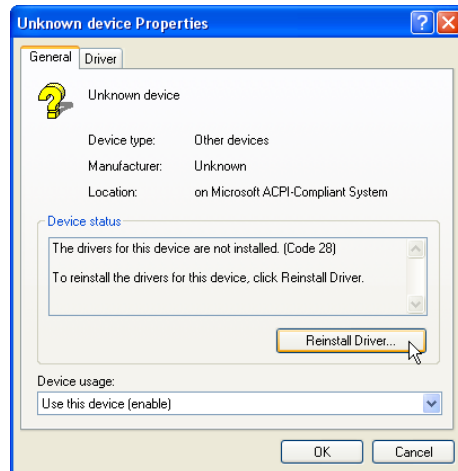 Unknown device Properties
General Driver
Unknown device
Device type: Other devices
Manufacturer: Unknown
Location: on Microsoft ACPI-Compliant System
Device status
The drivers for this device are not installed. (Code 28)
To reinstall the drivers for this device, click Reinstall Driver.
Reinstall Driver...
Device usage:
Use this device (enable)
OK Cancel